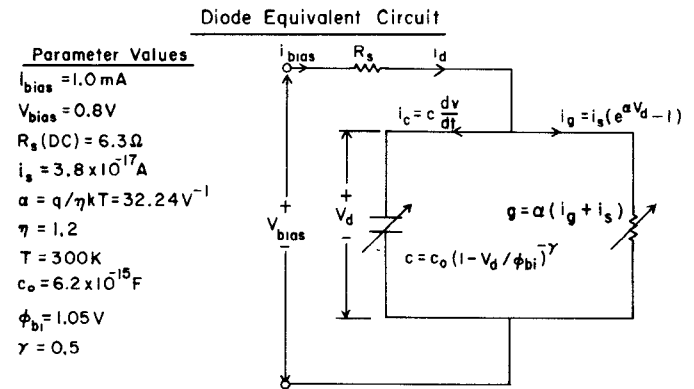 Diode Equivalent Circuit
Parameter Values
i_bias = 1.0 mA
V_bias = 0.8V
R_s (DC) = 6.3Ω
i_s = 3.8 x 10^-17 A
α = q/ηkT = 32.24 V^-1
η = 1.2
T = 300K
c_o = 6.2 x 10^-15 F
ϕ_bi = 1.05 V
γ = 0.5
i_bias
R_s
I_d
i_c = c dv/dt
i_g = i_s (e^αV_d - 1)
+
V_bias
-
+
V_d
-
g = α ( i_g + i_s )
c = c_o (1 - V_d / ϕ_bi)^-γ